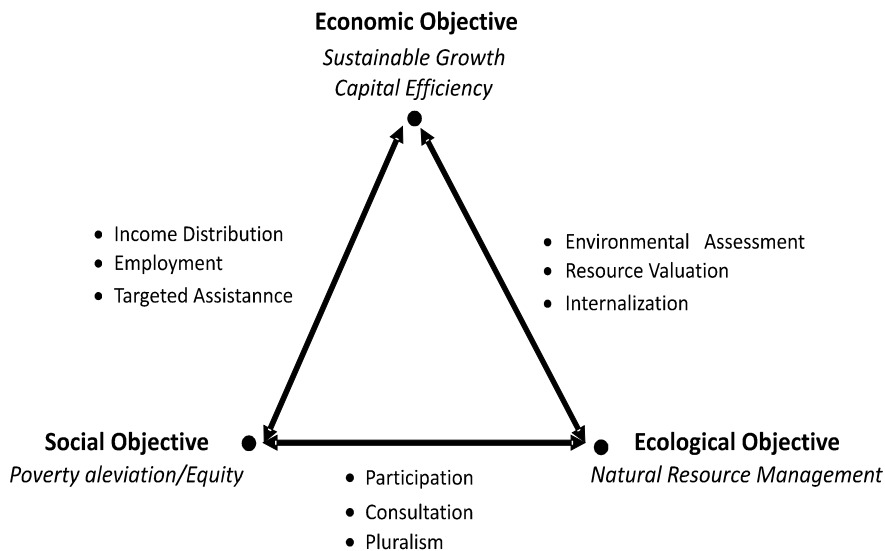 Economic Objective
Sustainable Growth
Capital Efficiency
• Income Distribution
• Employment
• Targeted Assistannce
• Environmental Assessment
• Resource Valuation
• Internalization
Social Objective
Poverty aleviation/Equity
Ecological Objective
Natural Resource Management
• Participation
• Consultation
• Pluralism